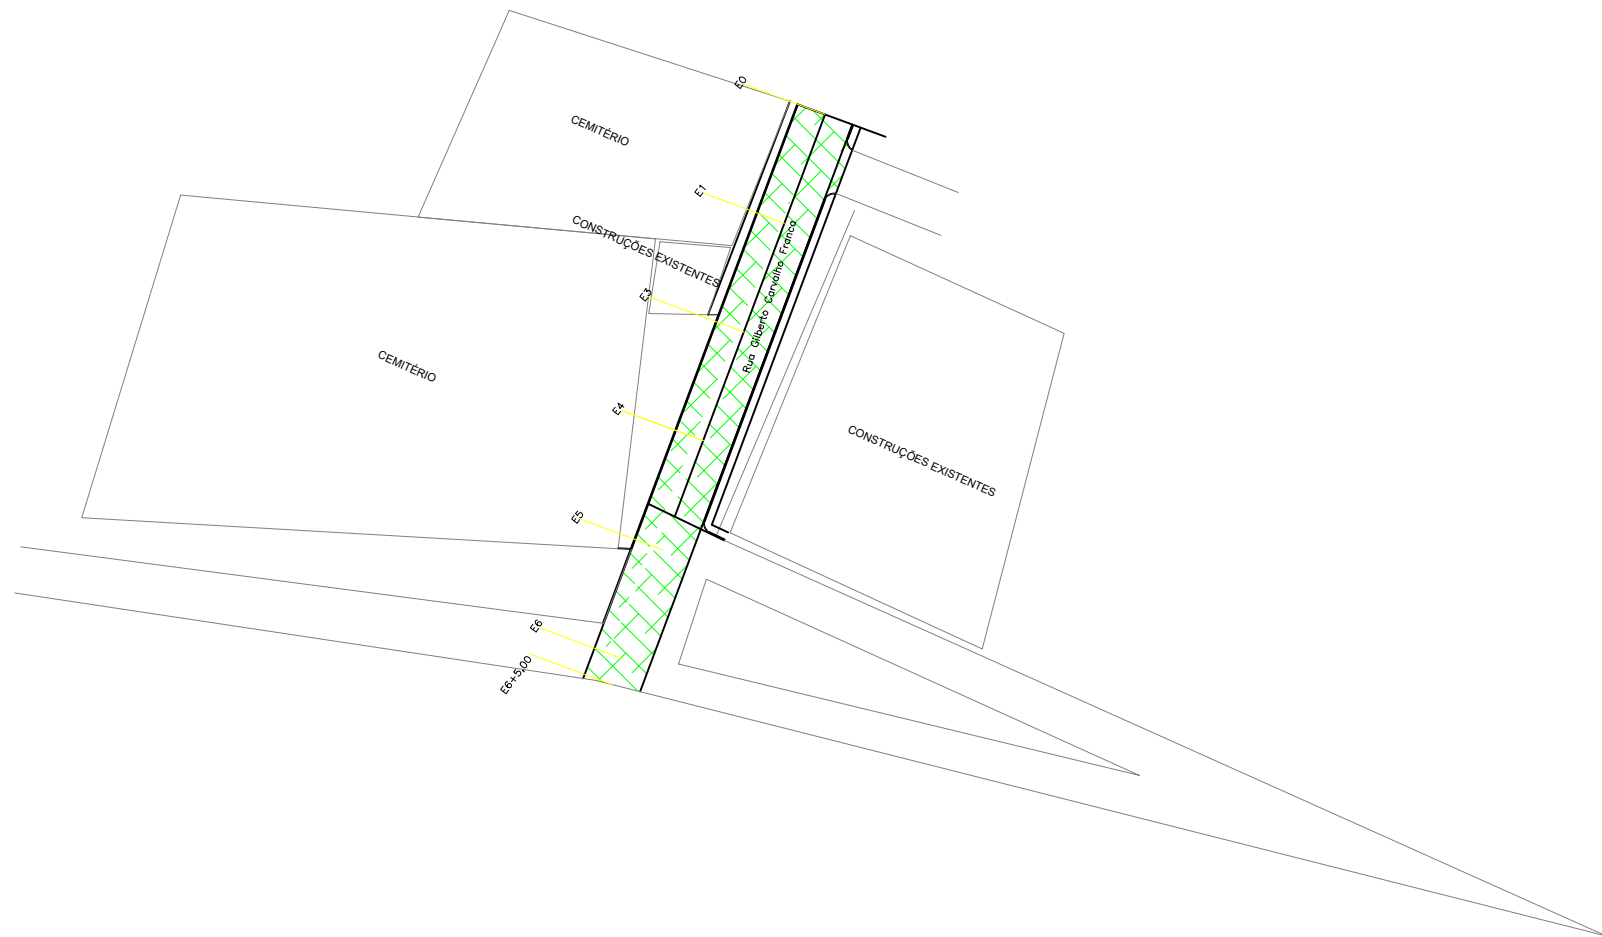 E0
CEMITÉRIO
E1
CONSTRUÇÕES EXISTENTES
Rua Gilberto Carvalho Franco
E3
CEMITÉRIO
E4
CONSTRUÇÕES EXISTENTES
E5
E6
E6+5,00